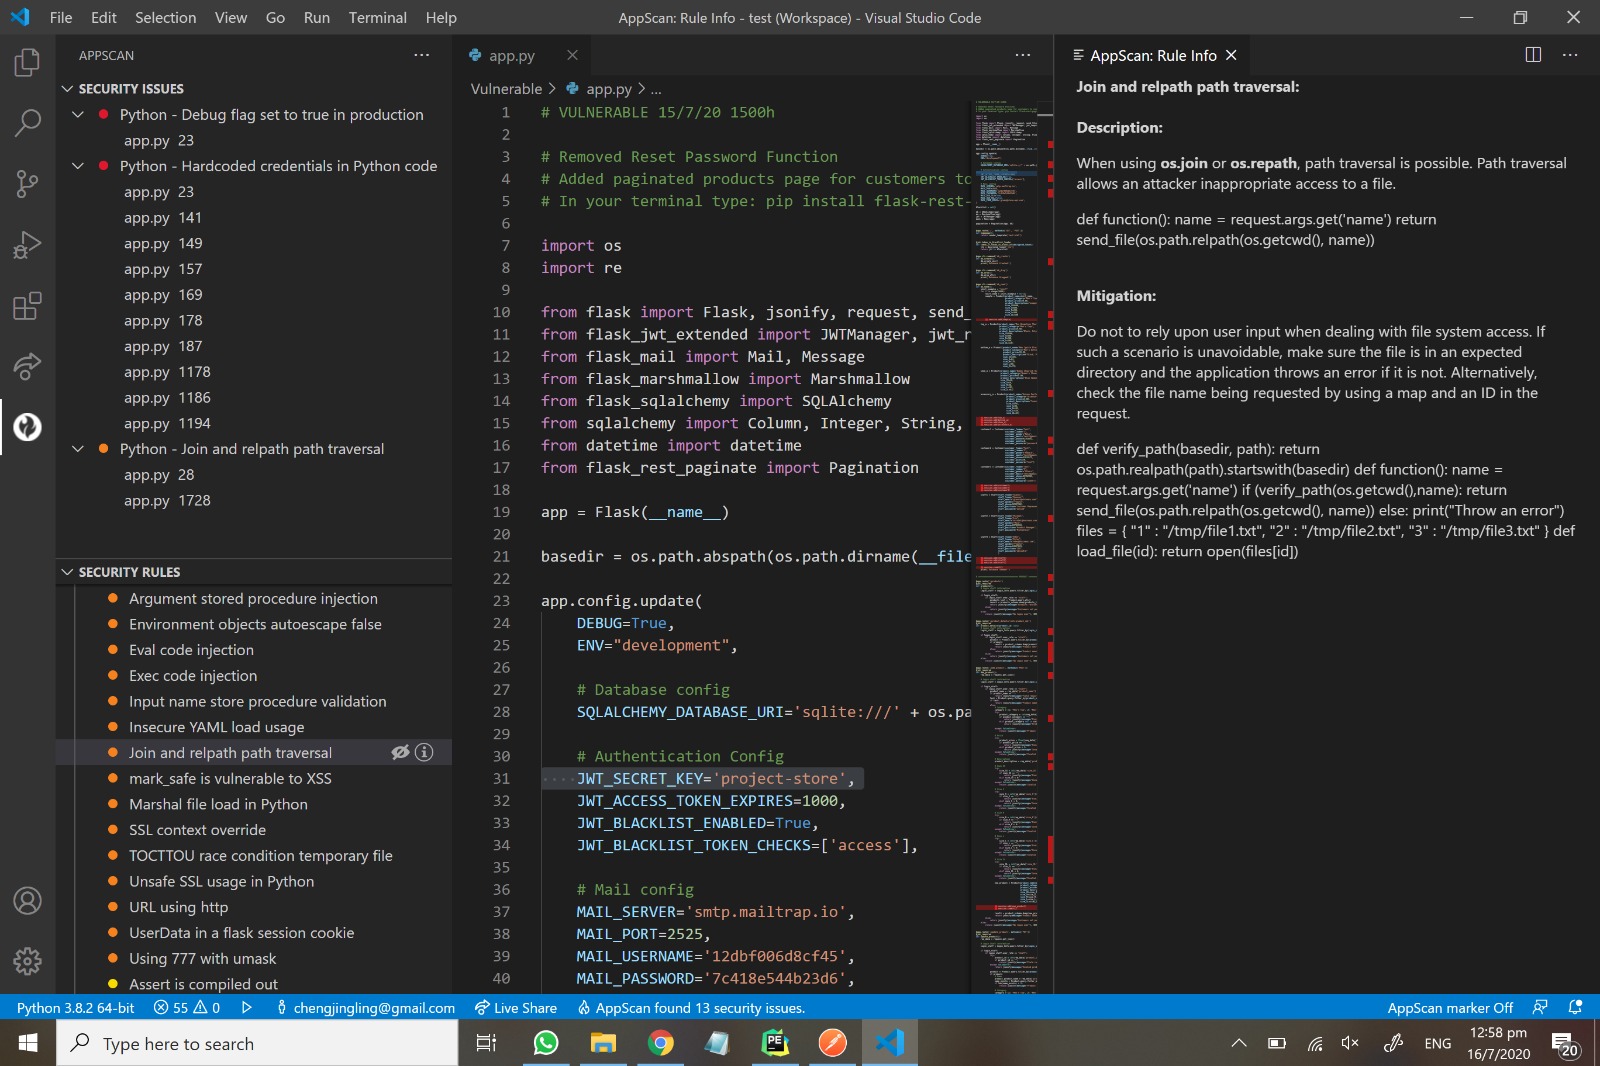 File Edit Selection View Go Run Terminal Help
AppScan: Rule Info - test (Workspace) - Visual Studio Code
APPSCAN
SECURITY ISSUES
Python - Debug flag set to true in production
app.py 23
Python - Hardcoded credentials in Python code
app.py 23
app.py 141
app.py 149
app.py 157
app.py 169
app.py 178
app.py 187
app.py 1178
app.py 1186
app.py 1194
Python - Join and relpath path traversal
app.py 28
app.py 1728
SECURITY RULES
Argument stored procedure injection
Environment objects autoescape false
Eval code injection
Exec code injection
Input name store procedure validation
Insecure YAML load usage
Join and relpath path traversal
mark_safe is vulnerable to XSS
Marshal file load in Python
SSL context override
TOCTTOU race condition temporary file
Unsafe SSL usage in Python
URL using http
UserData in a flask session cookie
Using 777 with umask
Assert is compiled out
app.py
Vulnerable > app.py > ...
1 # VULNERABLE 15/7/20 1500h
2
3 # Removed Reset Password Function
4 # Added paginated products page for customers to
5 # In your terminal type: pip install flask-rest-
6
7 import os
8 import re
9
10 from flask import Flask, jsonify, request, send_
11 from flask_jwt_extended import JWTManager, jwt_r
12 from flask_mail import Mail, Message
13 from flask_marshmallow import Marshmallow
14 from flask_sqlalchemy import SQLAlchemy
15 from sqlalchemy import Column, Integer, String,
16 from datetime import datetime
17 from flask_rest_paginate import Pagination
18
19 app = Flask(__name__)
20
21 basedir = os.path.abspath(os.path.dirname(__file
22
23 app.config.update(
24 DEBUG=True,
25 ENV="development",
26
27 # Database config
28 SQLALCHEMY_DATABASE_URI='sqlite:///' + os.pa
29
30 # Authentication Config
31 JWT_SECRET_KEY='project-store',
32 JWT_ACCESS_TOKEN_EXPIRES=1000,
33 JWT_BLACKLIST_ENABLED=True,
34 JWT_BLACKLIST_TOKEN_CHECKS=['access'],
35
36 # Mail config
37 MAIL_SERVER='smtp.mailtrap.io',
38 MAIL_PORT=2525,
39 MAIL_USERNAME='12dbf006d8cf45',
40 MAIL_PASSWORD='7c418e544b23d6',
AppScan: Rule Info
Join and relpath path traversal:
Description:
When using os.join or os.repath, path traversal is possible. Path traversal
allows an attacker inappropriate access to a file.
def function(): name = request.args.get('name') return
send_file(os.path.relpath(os.getcwd(), name))
Mitigation:
Do not to rely upon user input when dealing with file system access. If
such a scenario is unavoidable, make sure the file is in an expected
directory and the application throws an error if it is not. Alternatively,
check the file name being requested by using a map and an ID in the
request.
def verify_path(basedir, path): return
os.path.realpath(path).startswith(basedir) def function(): name =
request.args.get('name') if (verify_path(os.getcwd(),name): return
send_file(os.path.relpath(os.getcwd(), name)) else: print("Throw an error")
files = { "1" : "/tmp/file1.txt", "2" : "/tmp/file2.txt", "3" : "/tmp/file3.txt" } def
load_file(id): return open(files[id])
Python 3.8.2 64-bit 55 0 chengjingling@gmail.com Live Share AppScan found 13 security issues. AppScan marker Off
Type here to search
PE
ENG
12:58 pm
16/7/2020
20